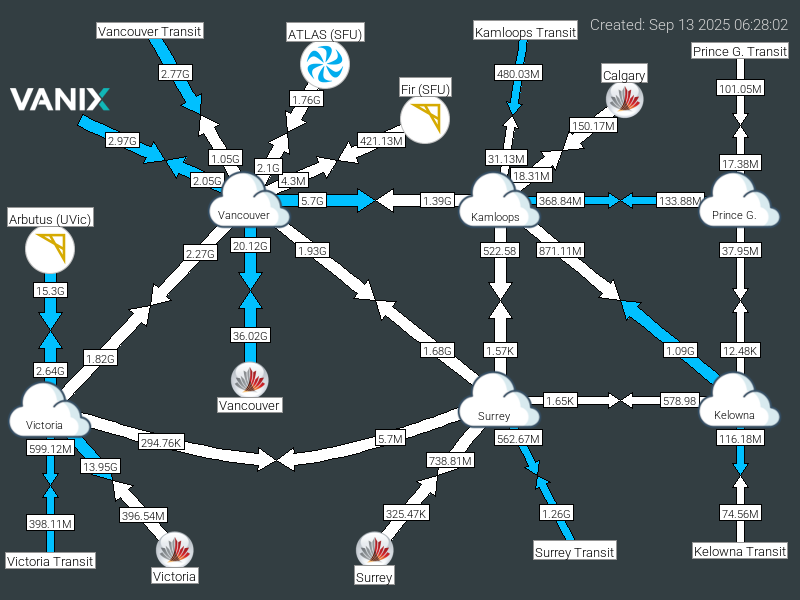 Created: Sep 13 2025 06:28:02
Vancouver Transit
ATLAS (SFU)
Kamloops Transit
Prince G. Transit
2.77G
480.03M
Calgary
Fir (SFU)
101.05M
VANIX
1.76G
150.17M
2.97G
421.13M
1.05G
31.13M
17.38M
2.1G
18.31M
2.05G
4.3M
5.7G
1.39G
368.84M
133.88M
Vancouver
Kamloops
Prince G.
Arbutus (UVic)
20.12G
2.27G
1.93G
522.58
871.11M
37.95M
15.3G
36.02G
1.82G
1.68G
1.57K
1.09G
12.48K
2.64G
Vancouver
1.65K
578.98
Victoria
Surrey
Kelowna
294.76K
5.7M
562.67M
116.18M
599.12M
13.95G
738.81M
398.11M
396.54M
325.47K
1.26G
74.56M
Victoria Transit
Victoria
Surrey
Surrey Transit
Kelowna Transit